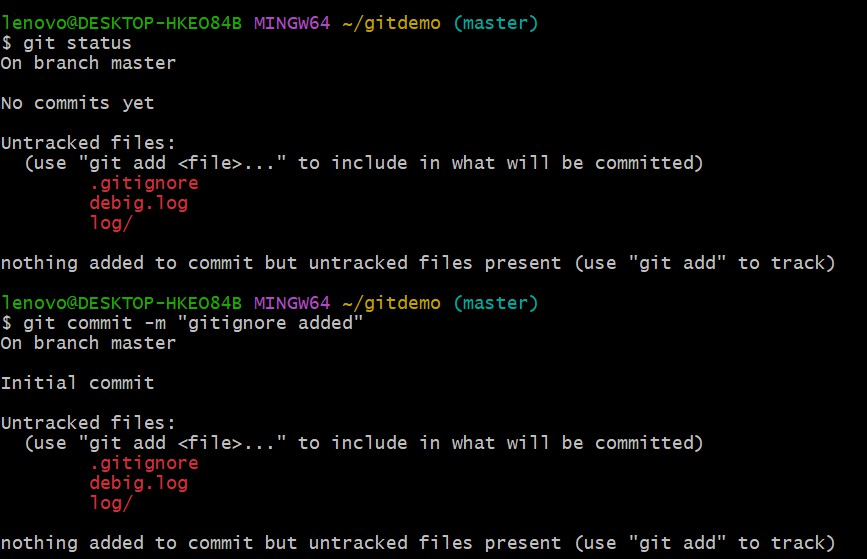 lenovo@DESKTOP-HKEO84B MINGW64 ~/gitdemo (master)
$ git status
On branch master
No commits yet
Untracked files:
(use "git add <file>..." to include in what will be committed)
.gitignore
debig.log
log/
nothing added to commit but untracked files present (use "git add" to track)
lenovo@DESKTOP-HKEO84B MINGW64 ~/gitdemo (master)
$ git commit -m "gitignore added"
On branch master
Initial commit
Untracked files:
(use "git add <file>..." to include in what will be committed)
.gitignore
debig.log
log/
nothing added to commit but untracked files present (use "git add" to track)